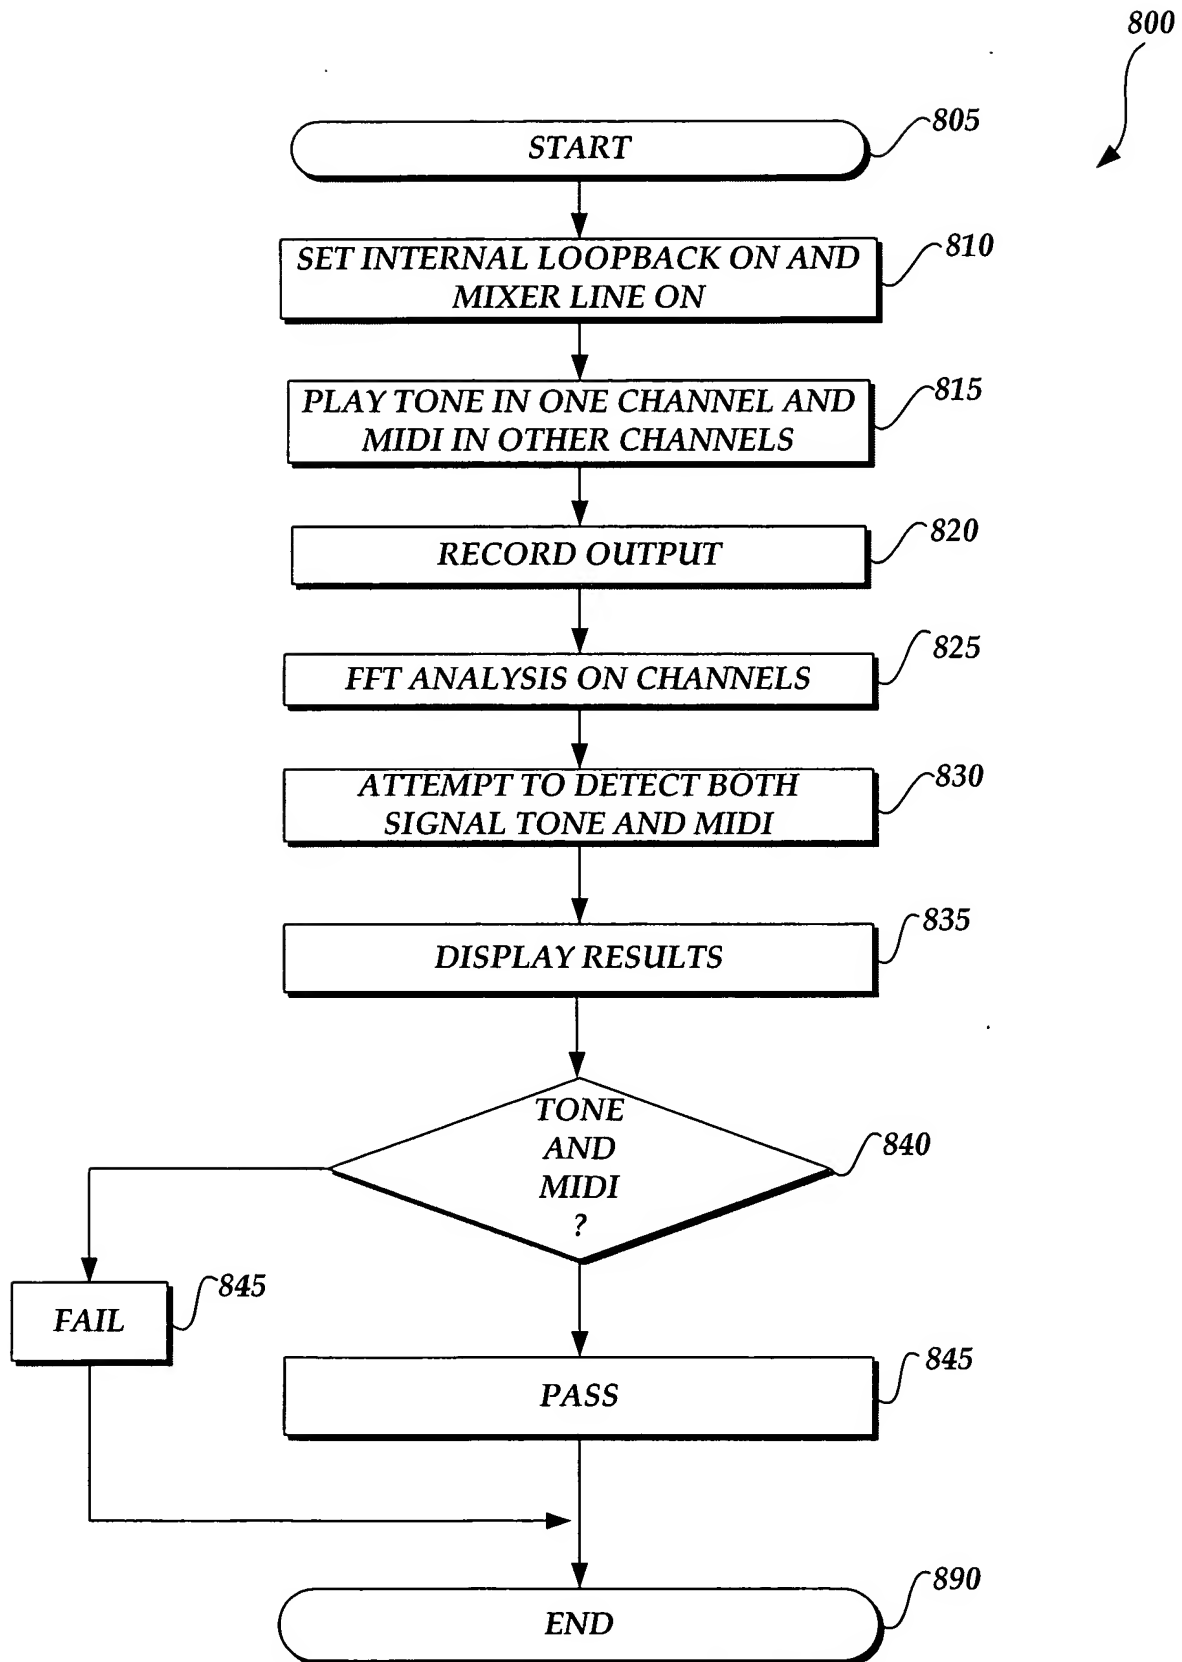 800
START
805
SET INTERNAL LOOPBACK ON AND
MIXER LINE ON
810
PLAY TONE IN ONE CHANNEL AND
MIDI IN OTHER CHANNELS
815
RECORD OUTPUT
820
FFT ANALYSIS ON CHANNELS
825
ATTEMPT TO DETECT BOTH
SIGNAL TONE AND MIDI
830
DISPLAY RESULTS
835
TONE
AND
MIDI
?
840
FAIL
845
PASS
845
END
890